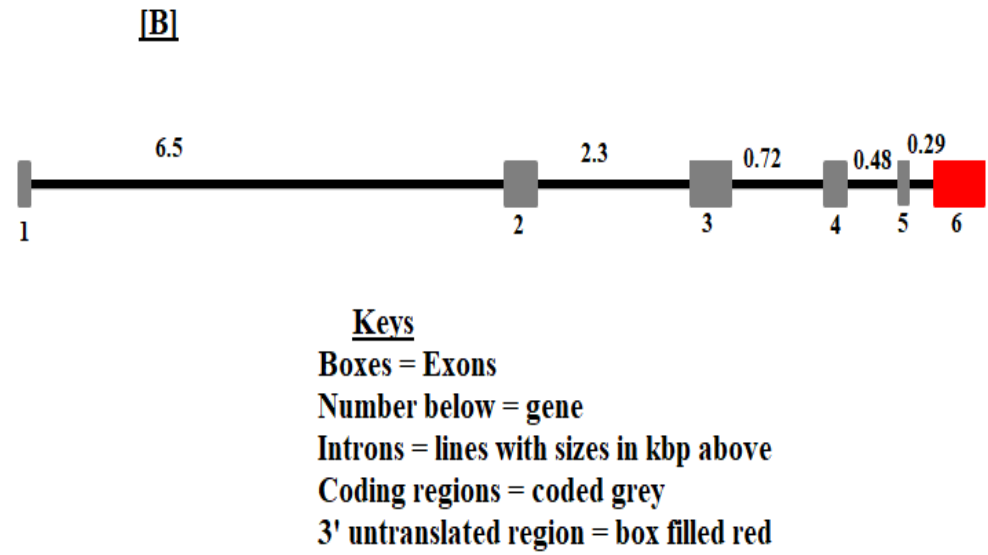 [B]
6.5 2.3 0.72 0.48 0.29
1 2 3 4 5 6
Keys
Boxes = Exons
Number below = gene
Introns = lines with sizes in kbp above
Coding regions = coded grey
3' untranslated region = box filled red